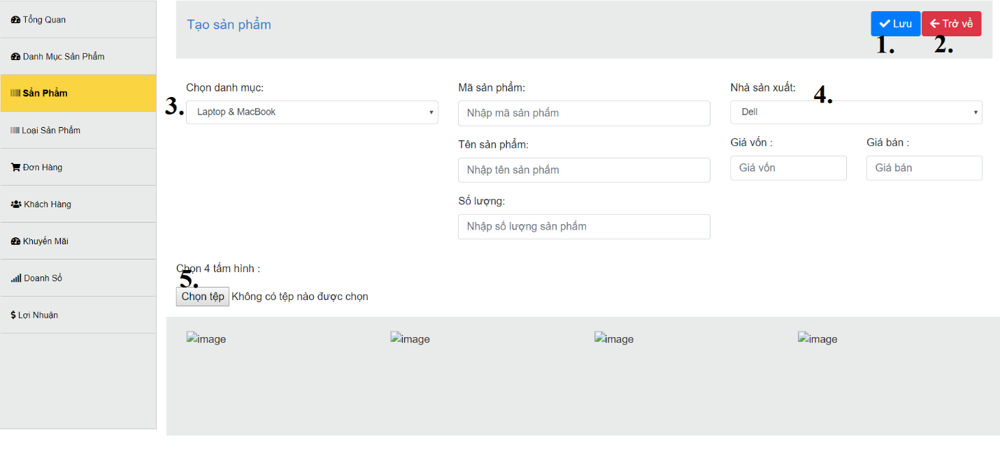 Tổng Quan
Danh Mục Sản Phẩm
Sản Phẩm
Loại Sản Phẩm
Đơn Hàng
Khách Hàng
Khuyến Mãi
Doanh Số
Lợi Nhuận
Tạo sản phẩm
Lưu
Trở về
1.
2.
Chọn danh mục:
3.
Laptop & MacBook
Mã sản phẩm:
Nhập mã sản phẩm
Tên sản phẩm:
Nhập tên sản phẩm
Số lượng:
Nhập số lượng sản phẩm
Nhà sản xuất:
4.
Dell
Giá vốn :
Giá bán :
Giá vốn
Giá bán
Chọn 4 tấm hình :
5.
Chọn tệp Không có tệp nào được chọn
image image image image